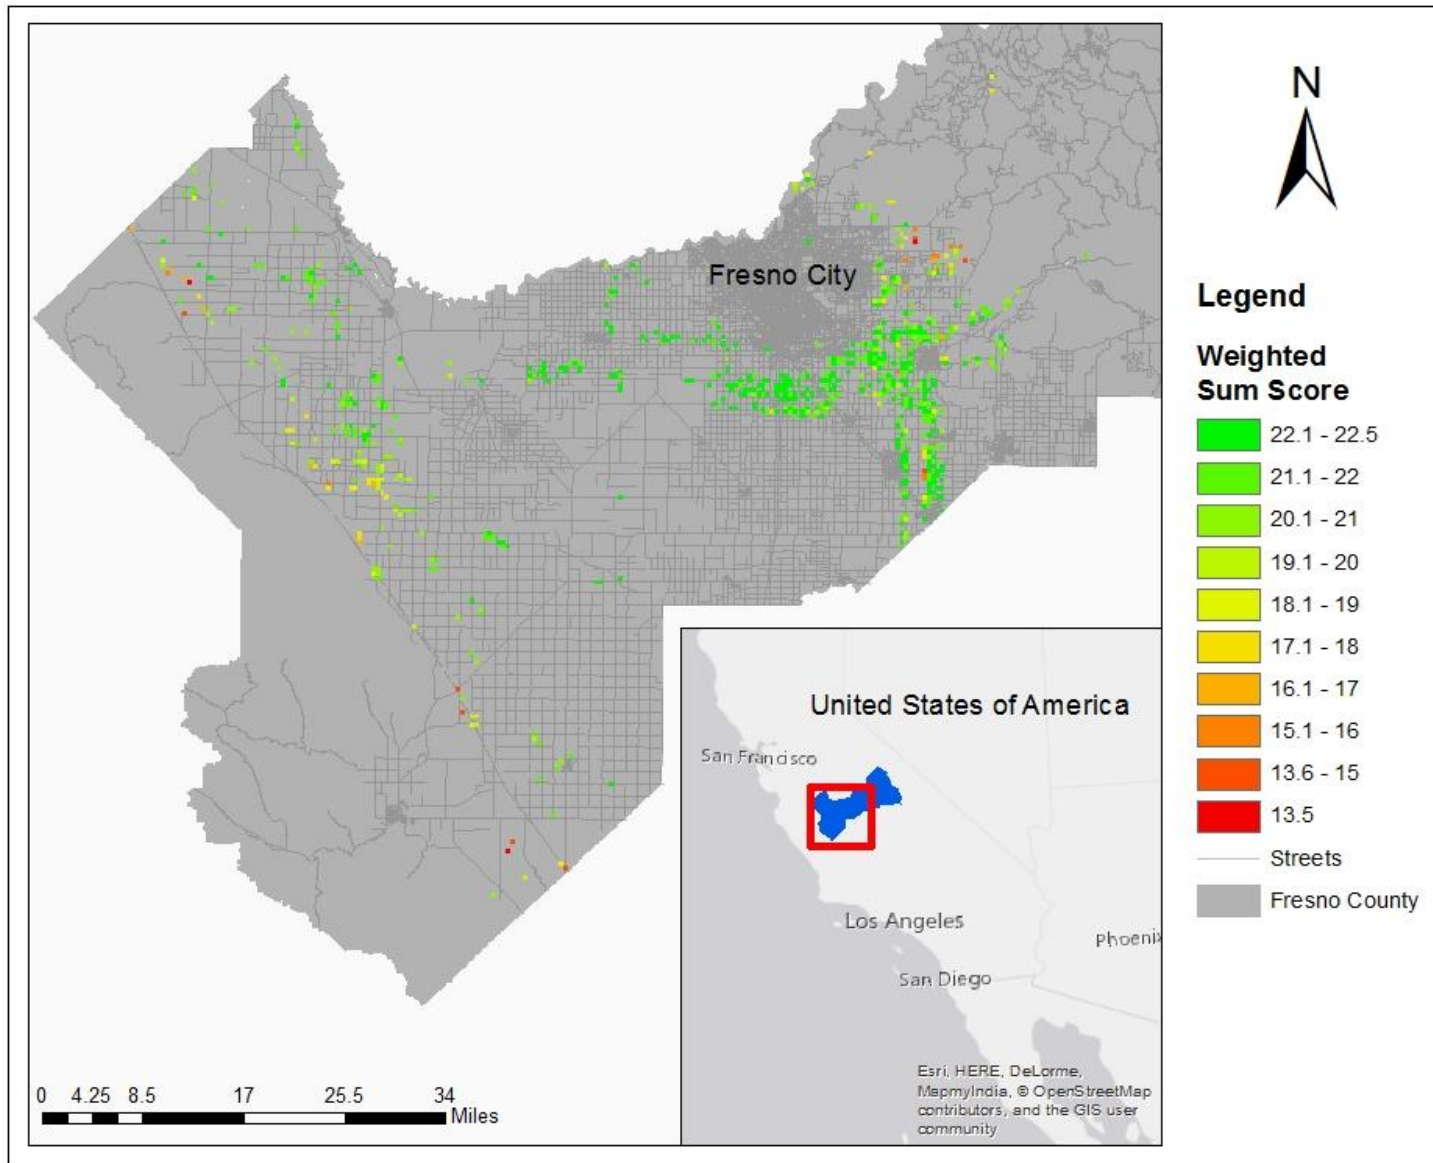 Fresno City
N
Legend
Weighted
Sum Score
22.1 - 22.5
21.1 - 22
20.1 - 21
19.1 - 20
18.1 - 19
17.1 - 18
16.1 - 17
15.1 - 16
13.6 - 15
13.5
Streets
Fresno County
United States of America
San Francisco
Los Angeles
Phoenix
San Diego
Esri, HERE, DeLorme,
MapmyIndia, © OpenStreetMap
contributors, and the GIS user
community
0 4.25 8.5 17 25.5 34
Miles